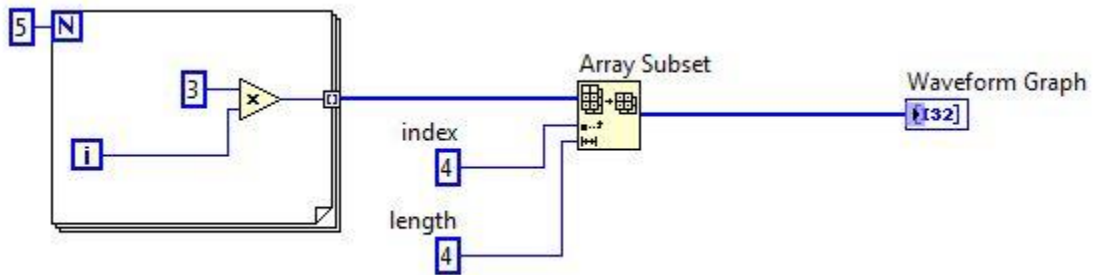 5
N
3
x
i
Array Subset
index
4
length
4
Waveform Graph
[I32]